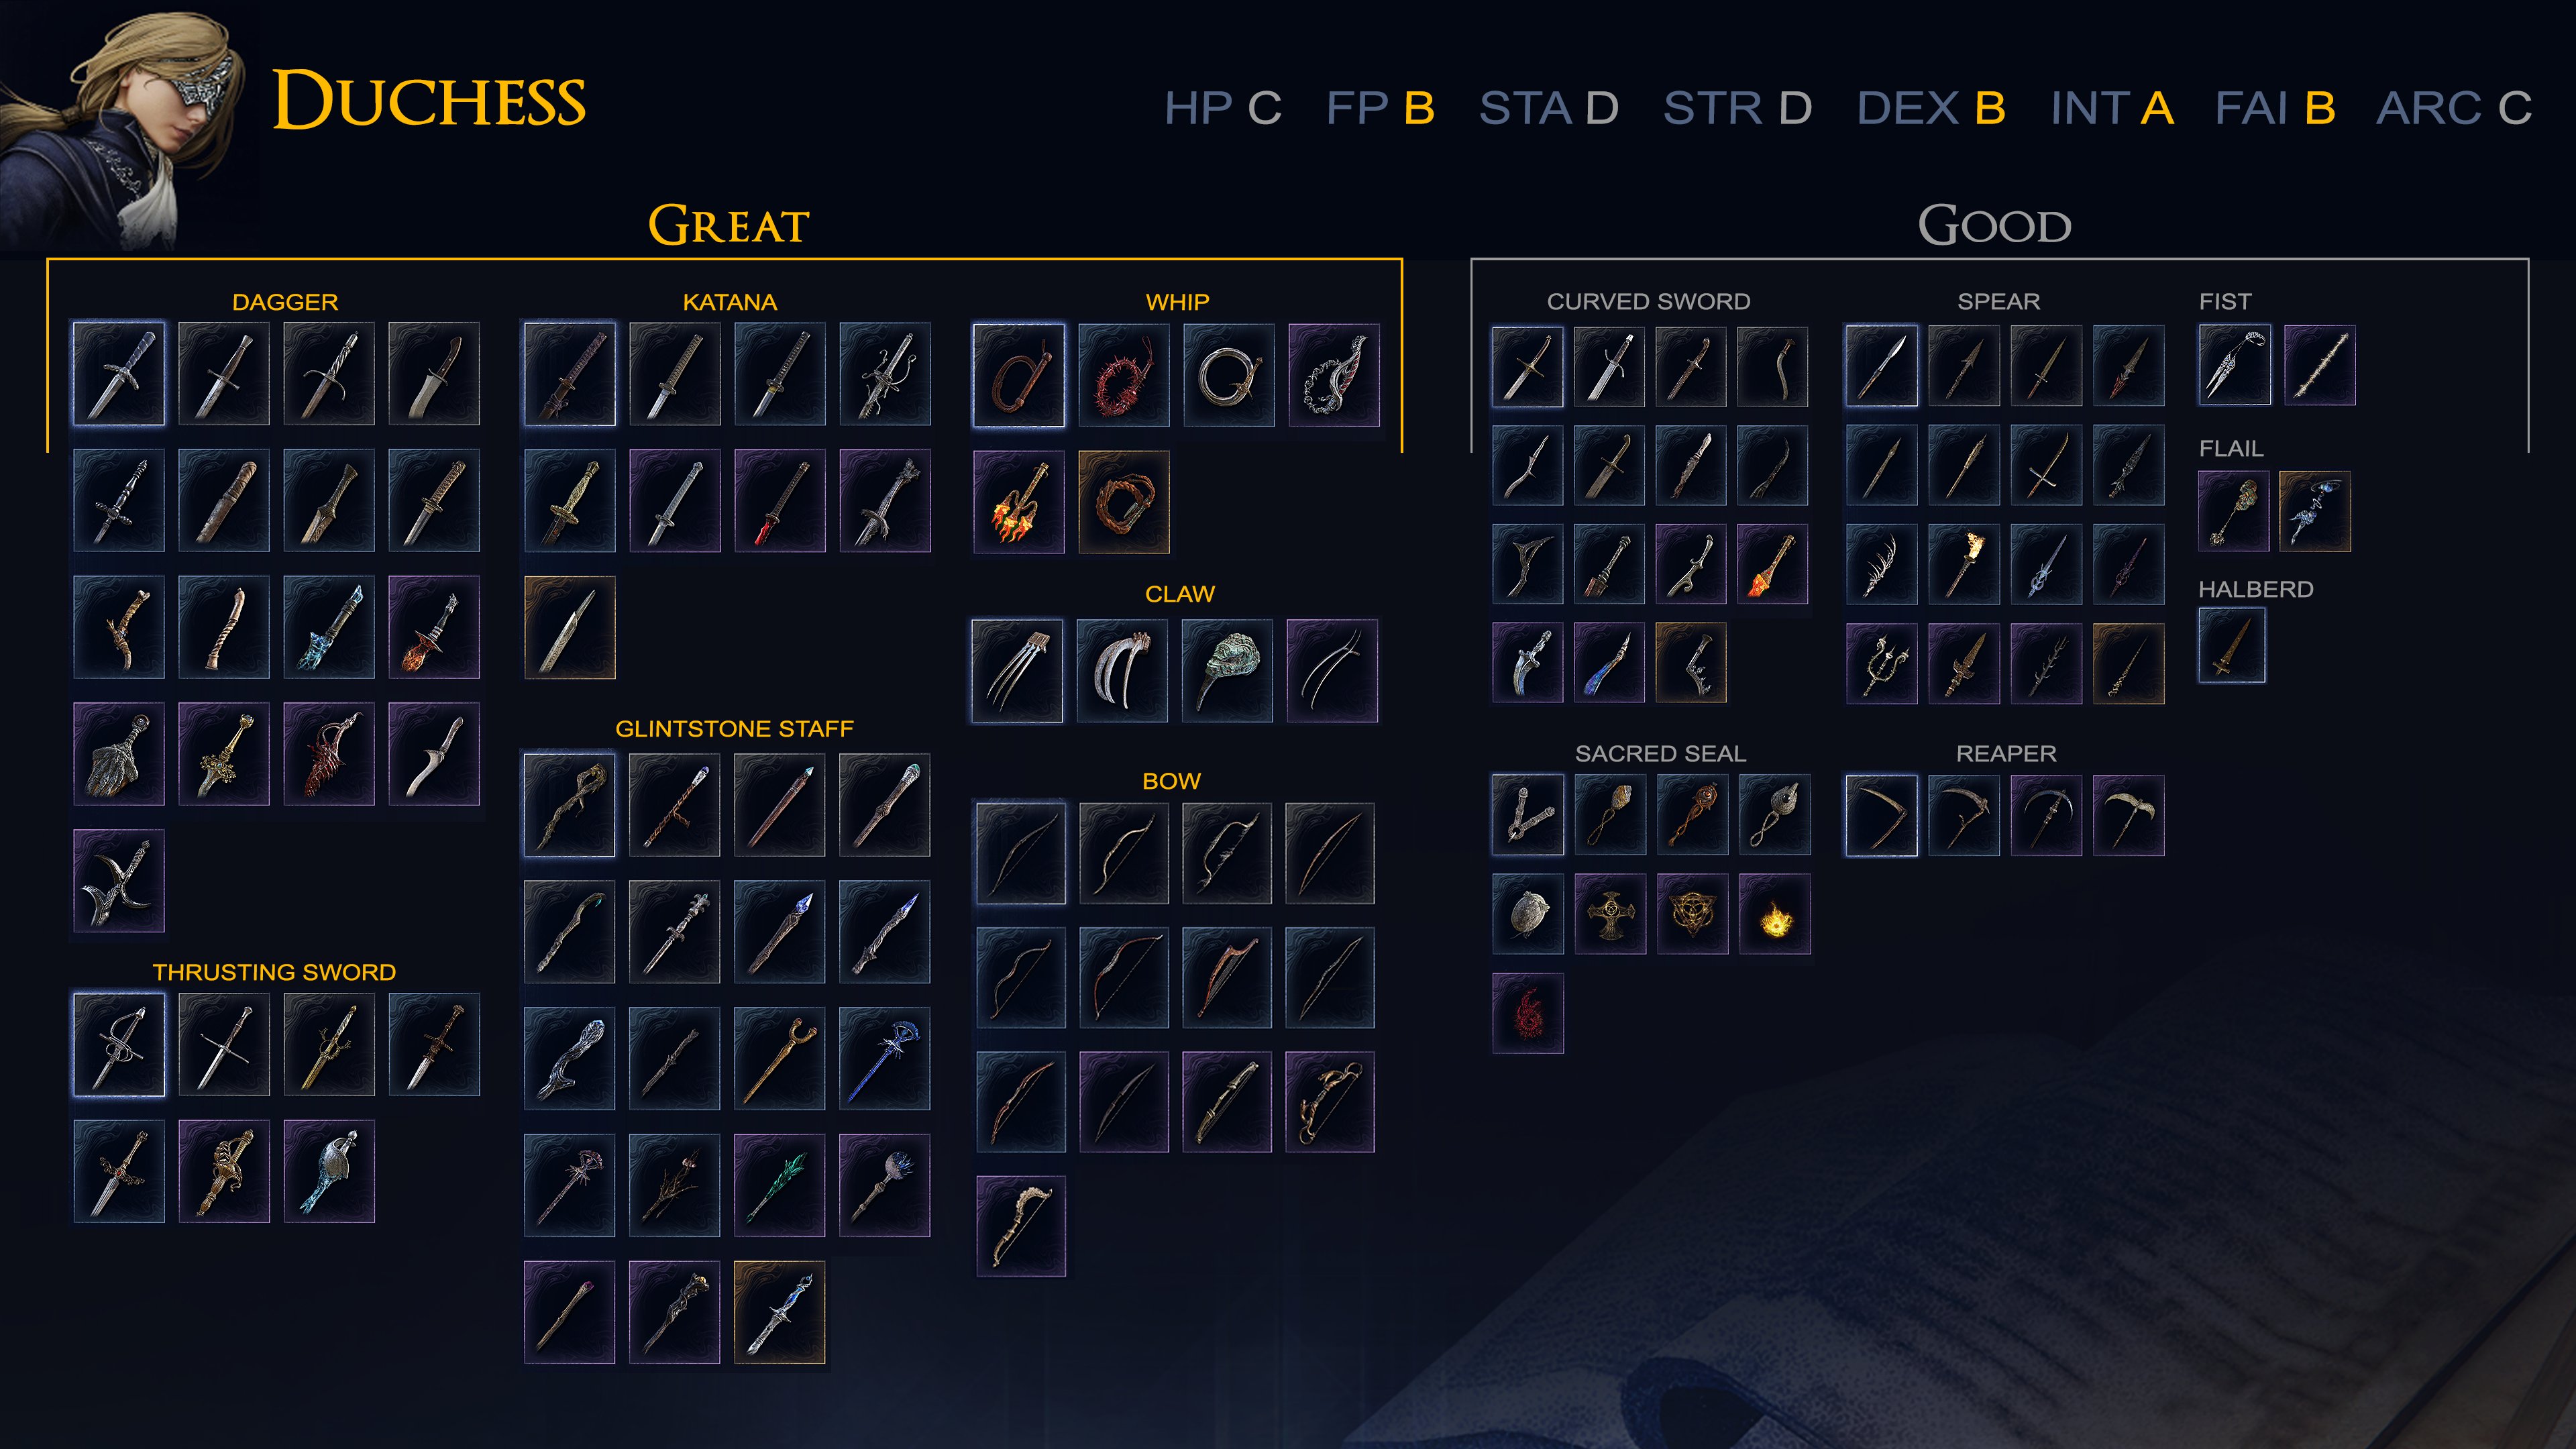 DUCHESS
HP C FP B STA D STR D DEX B INT A FAI B ARC C
GREAT
DAGGER
KATANA
WHIP
CLAW
GLINTSTONE STAFF
BOW
THRUSTING SWORD
GOOD
CURVED SWORD
SPEAR
FIST
FLAIL
HALBERD
SACRED SEAL
REAPER